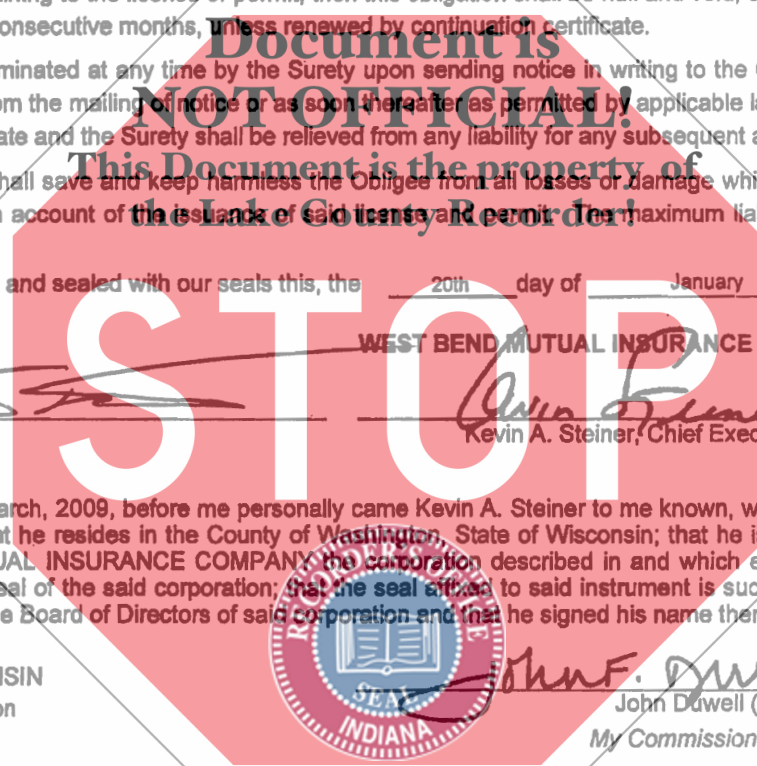 consecutive months, unless renewed by continuation certificate.
Document is
minated at any time by the Surety upon sending notice in writing to the
om the mailing of notice or as soon thereafter as permitted by applicable la
NOT OFFICIAL!
ate and the Surety shall be relieved from any liability for any subsequent a
This Document is the property of
hall save and keep harmless the Obligee from all losses or damage whi
the Lake County Recorder!
account of the issuance of said license and permit. The maximum lia
and sealed with our seals this, the 20th day of January
STOP
WEST BEND MUTUAL INSURANCE
Kevin A. Steiner, Chief Exec
arch, 2009, before me personally came Kevin A. Steiner to me known, w
at he resides in the County of Washington, State of Wisconsin; that he i
UAL INSURANCE COMPANY the corporation described in and which e
eal of the said corporation; that the seal affixed to said instrument is suc
e Board of Directors of said corporation and that he signed his name ther
RECORDER'S OFFICE
SEAL
INDIANA
NSIN
on
John F. Duwell
John Duwell (
My Commission